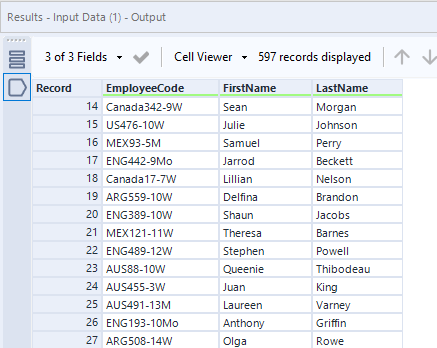 Results - Input Data (1) - Output
3 of 3 Fields Cell Viewer 597 records displayed
Record EmployeeCode FirstName LastName
14 Canada342-9W Sean Morgan
15 US476-10W Julie Johnson
16 MEX93-5M Samuel Perry
17 ENG442-9Mo Jarrod Beckett
18 Canada17-7W Lillian Nelson
19 ARG559-10W Delfina Brandon
20 ENG389-10W Shaun Jacobs
21 MEX121-11W Theresa Barnes
22 ENG489-12W Stephen Powell
23 AUS88-10W Queenie Thibodeau
24 AUS455-3W Juan King
25 AUS491-13M Laureen Varney
26 ENG193-10Mo Anthony Griffin
27 ARG508-14W Olga Rowe